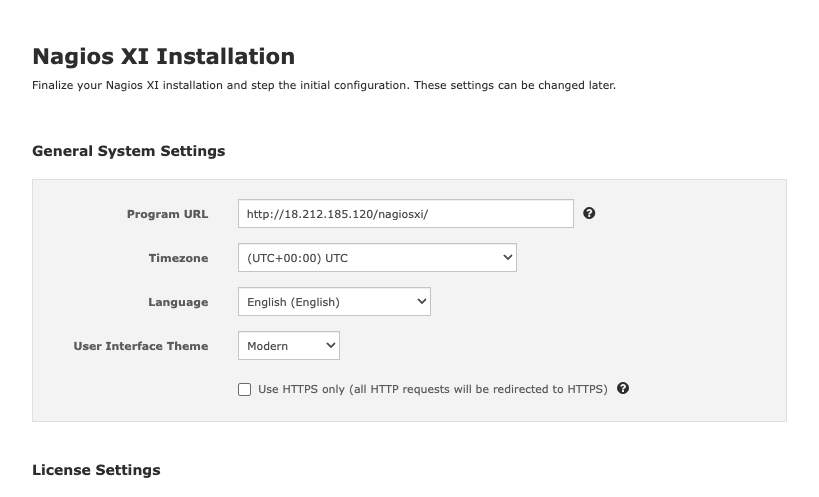 Nagios XI Installation
Finalize your Nagios XI installation and step the initial configuration. These settings can be changed later.
General System Settings
Program URL http://18.212.185.120/nagiosxi/
Timezone (UTC+00:00) UTC
Language English (English)
User Interface Theme Modern
Use HTTPS only (all HTTP requests will be redirected to HTTPS)
License Settings